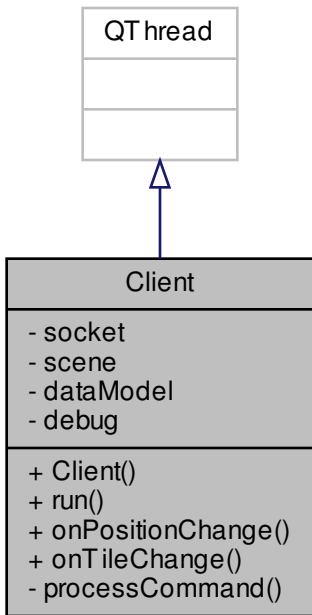 QThread
Client
- socket
- scene
- dataModel
- debug
+ Client()
+ run()
+ onPositionChange()
+ onTileChange()
- processCommand()